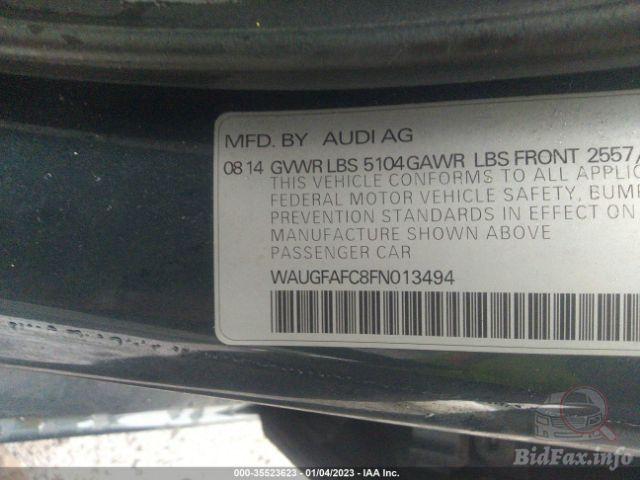 MFD. BY AUDI AG
08 14 GVWR LBS 5104 GAWR LBS FRONT 2557/
THIS VEHICLE CONFORMS TO ALL APPLIC
FEDERAL MOTOR VEHICLE SAFETY, BUMP
PREVENTION STANDARDS IN EFFECT ON
MANUFACTURE SHOWN ABOVE
PASSENGER CAR
WAUGFAFC8FN013494
BidFax.info
000-35523623 - 01/04/2023 - IAA Inc.